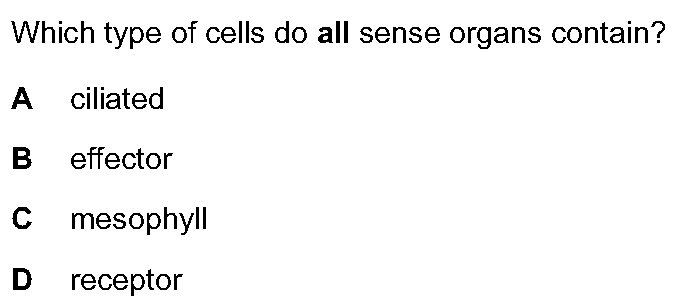 Which type of cells do all sense organs contain?
A ciliated
B effector
C mesophyll
D receptor